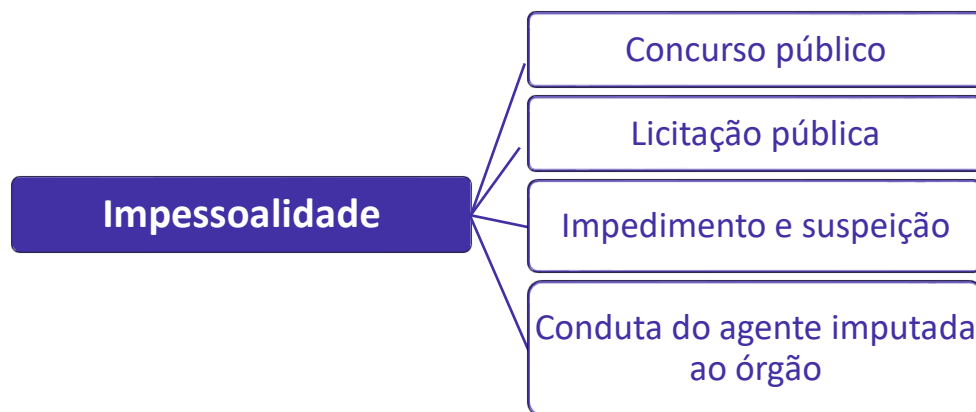 Concurso público
Licitação pública
Impessoalidade
Impedimento e suspeição
Conduta do agente imputada
ao órgão